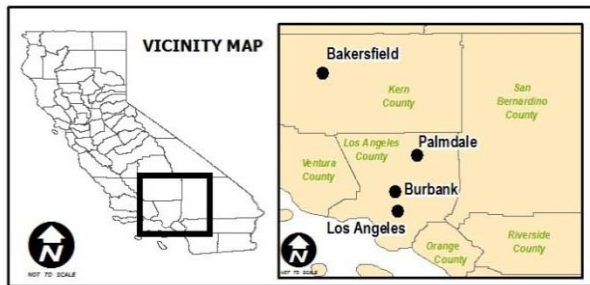 VICINITY MAP
N
NOT TO SCALE
Bakersfield
Kern
County
San
Bernardino
County
Los Angeles
County
Palmdale
Ventura
County
Burbank
Los Angeles
Orange
County
Riverside
County
N
NOT TO SCALE